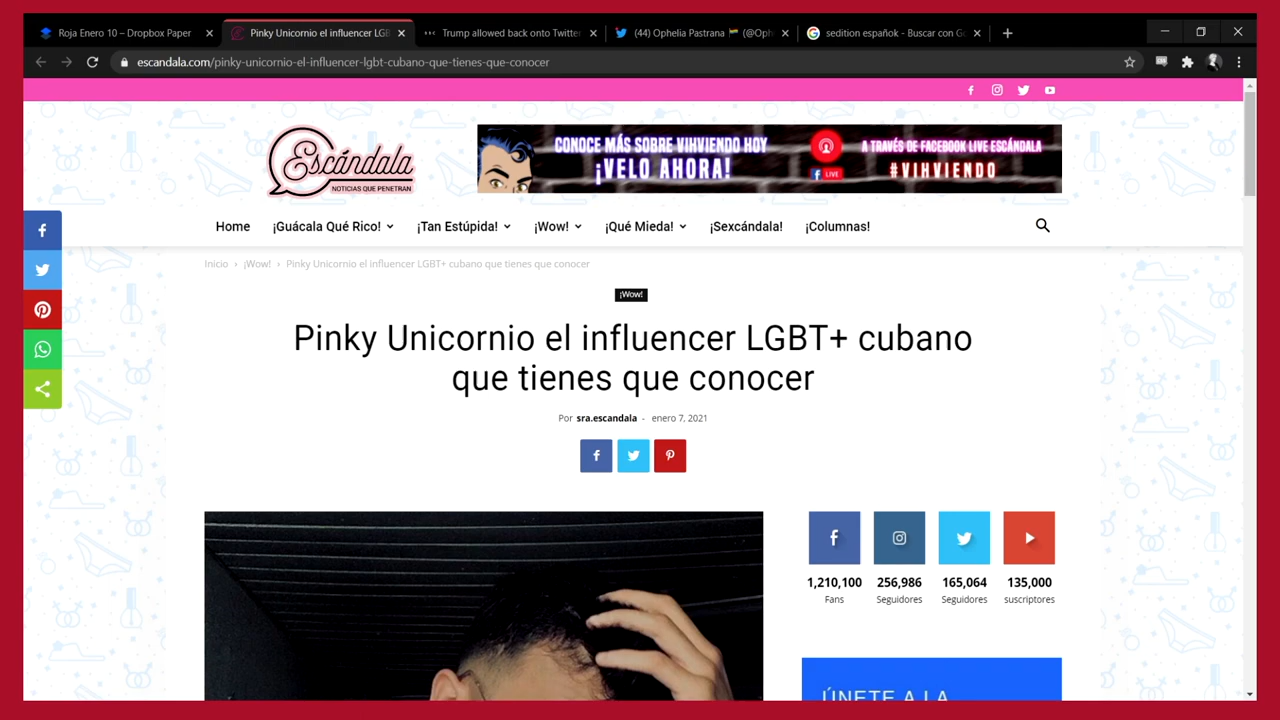 Roja Enero 10 – Dropbox Paper
Pinky Unicornio el influencer LGB
Trump allowed back onto Twitter
(44) Ophelia Pastrana 🏳️‍🌈 (@Oph
sedition españok - Buscar con Go
escandala.com/pinky-unicornio-el-influencer-lgbt-cubano-que-tienes-que-conocer
Escándala
NOTICIAS QUE PENETRAN
CONOCE MÁS SOBRE VIHVIENDO HOY
¡VELO AHORA!
LIVE
A TRAVÉS DE FACEBOOK LIVE ESCÁNDALA
#VIHVIENDO
Home
¡Guácala Qué Rico!
¡Tan Estúpida!
¡Wow!
¡Qué Mieda!
¡Sexcándala!
¡Columnas!
Inicio › ¡Wow! › Pinky Unicornio el influencer LGBT+ cubano que tienes que conocer
¡Wow!
Pinky Unicornio el influencer LGBT+ cubano
que tienes que conocer
Por sra.escandala - enero 7, 2021
1,210,100
Fans
256,986
Seguidores
165,064
Seguidores
135,000
suscriptores
ÚNETE A LA